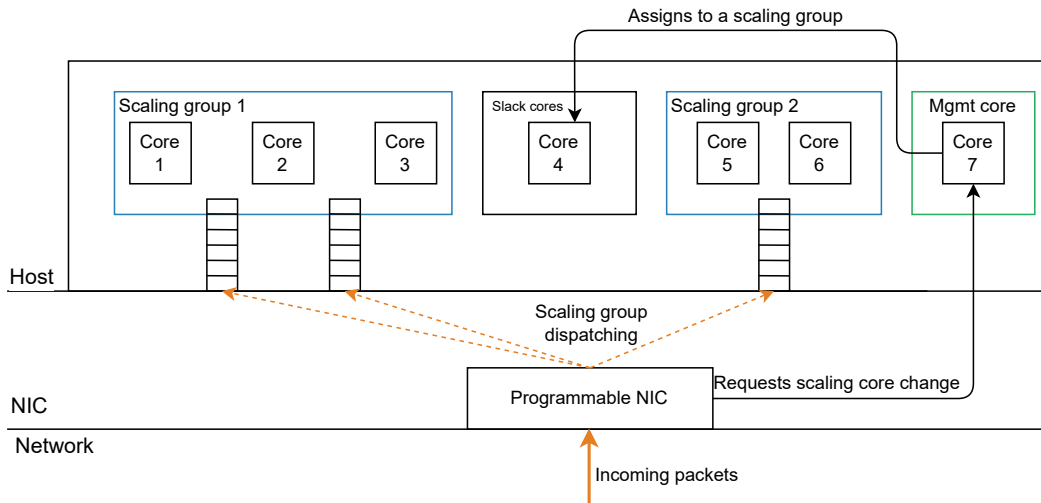 Assigns to a scaling group
Scaling group 1
Slack cores
Scaling group 2
Mgmt core
Core
1
Core
2
Core
3
Core
4
Core
5
Core
6
Core
7
Host
Scaling group
dispatching
Programmable NIC
Requests scaling core change
NIC
Network
Incoming packets